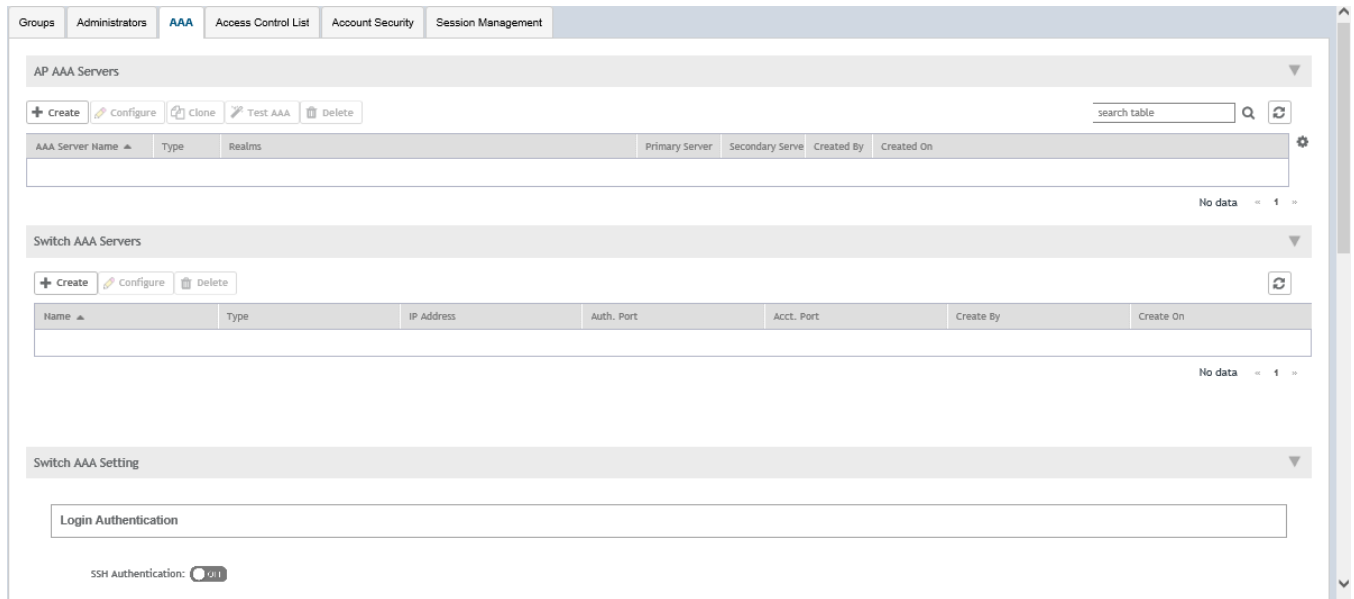 Groups Administrators AAA Access Control List Account Security Session Management
AP AAA Servers
Create Configure Clone Test AAA Delete search table
AAA Server Name Type Realms Primary Server Secondary Serve Created By Created On
No data « 1 »
Switch AAA Servers
Create Configure Delete
Name Type IP Address Auth. Port Acct. Port Create By Create On
No data « 1 »
Switch AAA Setting
Login Authentication
SSH Authentication: OFF